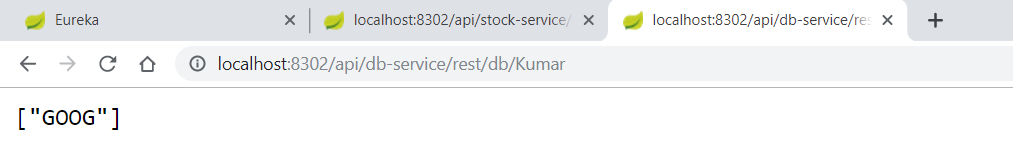 Eureka
localhost:8302/api/stock-service/
localhost:8302/api/db-service/res
localhost:8302/api/db-service/rest/db/Kumar
["GOOG"]